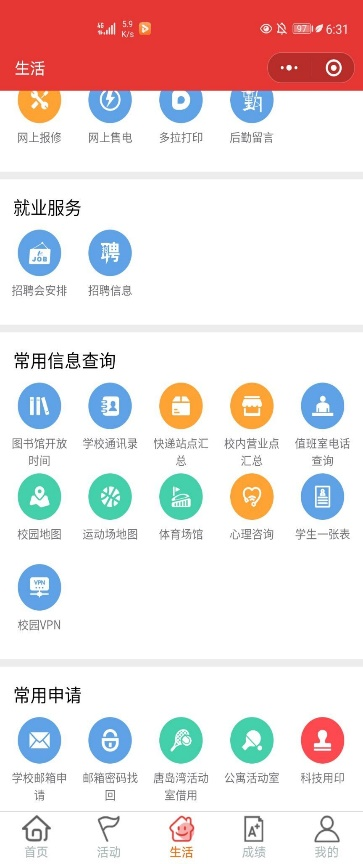 4G 5.9 K/s 97 6:31
生活
勤
网上报修 网上售电 多拉打印 后勤留言
就业服务
JOB 聘
招聘会安排 招聘信息
常用信息查询
图书馆开放 学校通讯录 快递站点汇 校内营业点 值班室电话
时间 总 汇总 查询
校园地图 运动场地图 体育场馆 心理咨询 学生一张表
VPN
校园VPN
常用申请
学校邮箱申 邮箱密码找 唐岛湾活动 公寓活动室 科技用印
请 回 室借用
A+
首页 活动 生活 成绩 我的